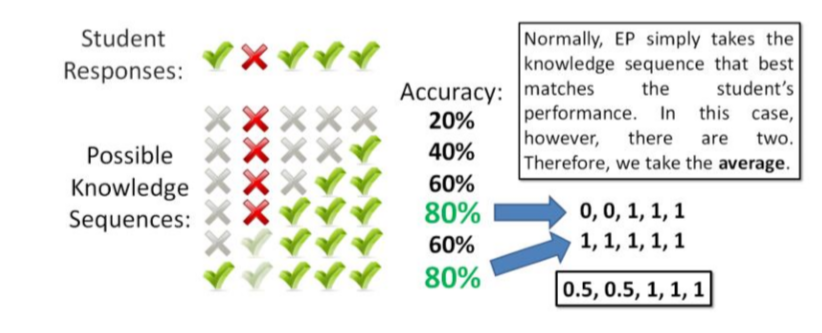 Student
Responses:
Normally, EP simply takes the
knowledge sequence that best
matches the student's
performance. In this case,
however, there are two.
Therefore, we take the average.
Accuracy:
Possible
Knowledge
Sequences:
20%
40%
60%
80%
60%
80%
0, 0, 1, 1, 1
1, 1, 1, 1, 1
0.5, 0.5, 1, 1, 1